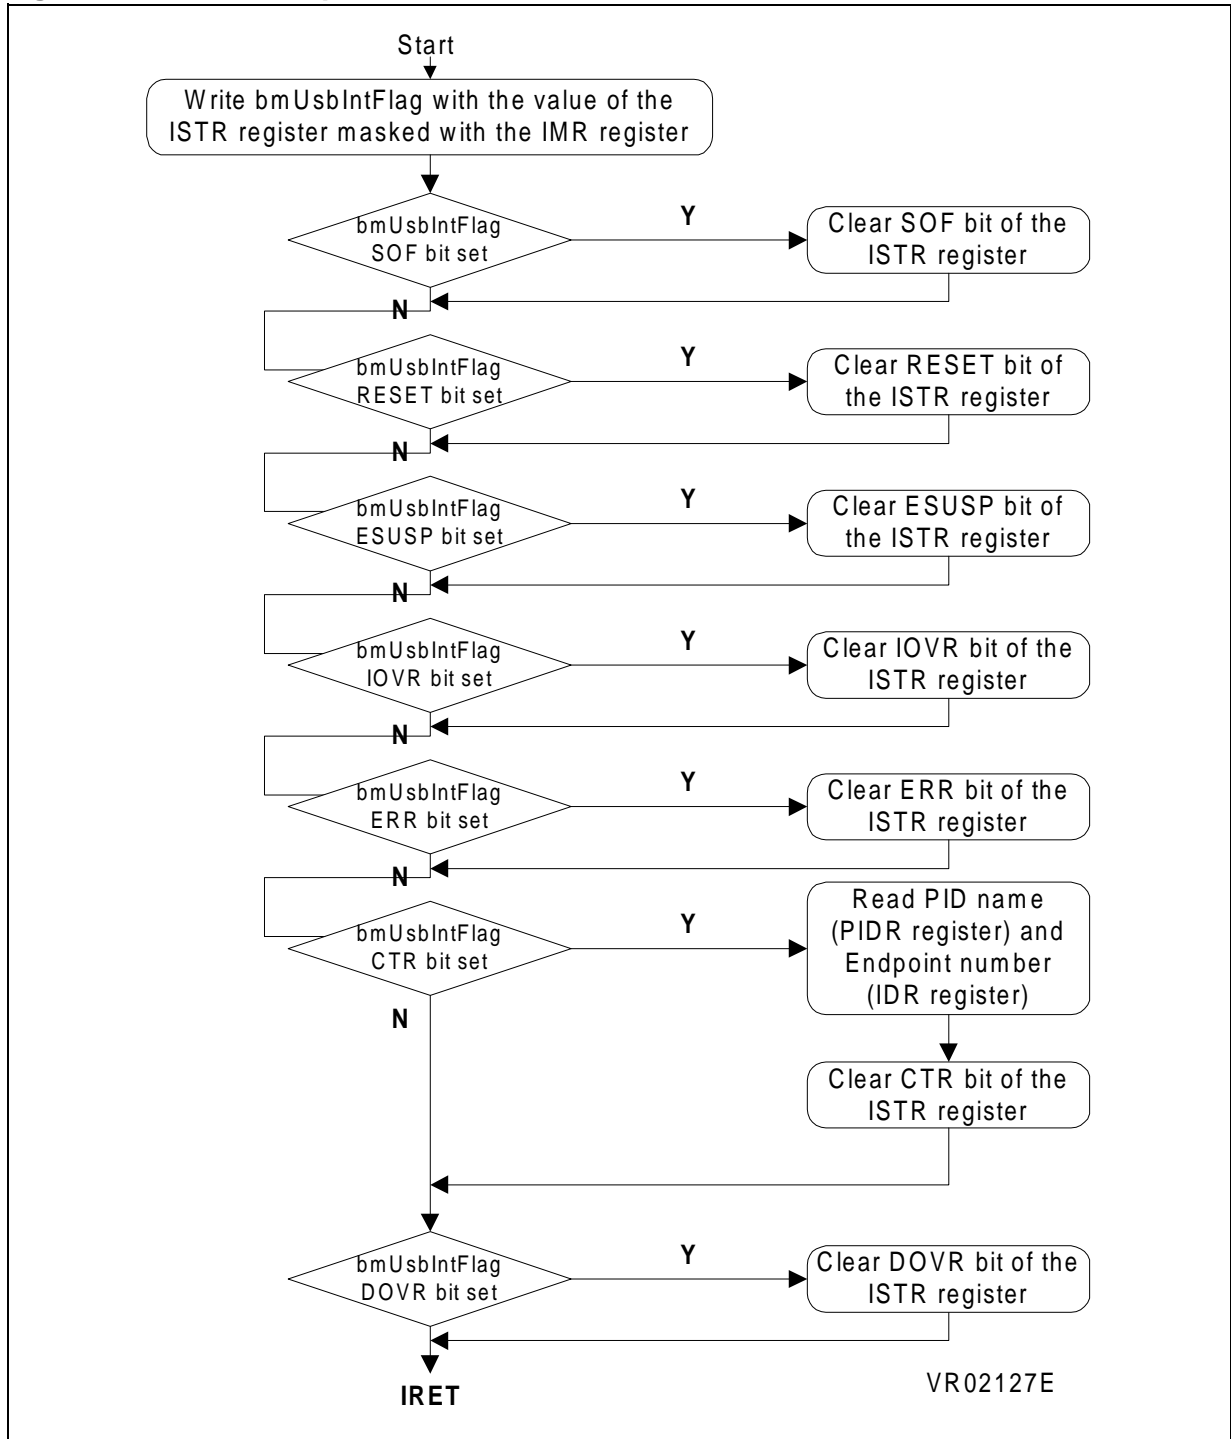 Start
Write bmUsbIntFlag with the value of the
ISTR register masked with the IMR register
bmUsbIntFlag
SOF bit set
Y
Clear SOF bit of the
ISTR register
N
bmUsbIntFlag
RESET bit set
Y
Clear RESET bit of
the ISTR register
N
bmUsbIntFlag
ESUSP bit set
Y
Clear ESUSP bit of
the ISTR register
N
bmUsbIntFlag
IOVR bit set
Y
Clear IOVR bit of the
ISTR register
N
bmUsbIntFlag
ERR bit set
Y
Clear ERR bit of the
ISTR register
N
bmUsbIntFlag
CTR bit set
Y
Read PID name
(PIDR register) and
Endpoint number
(IDR register)
N
Clear CTR bit of the
ISTR register
bmUsbIntFlag
DOVR bit set
Y
Clear DOVR bit of the
ISTR register
IRET
VR02127E